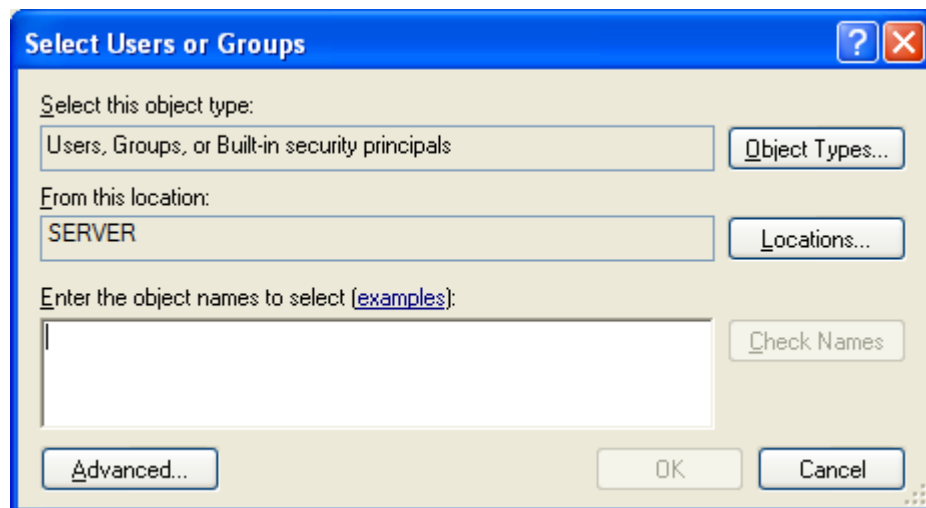 Select Users or Groups
Select this object type:
Users, Groups, or Built-in security principals
Object Types...
From this location:
SERVER
Locations...
Enter the object names to select (examples):
Check Names
Advanced...
OK
Cancel